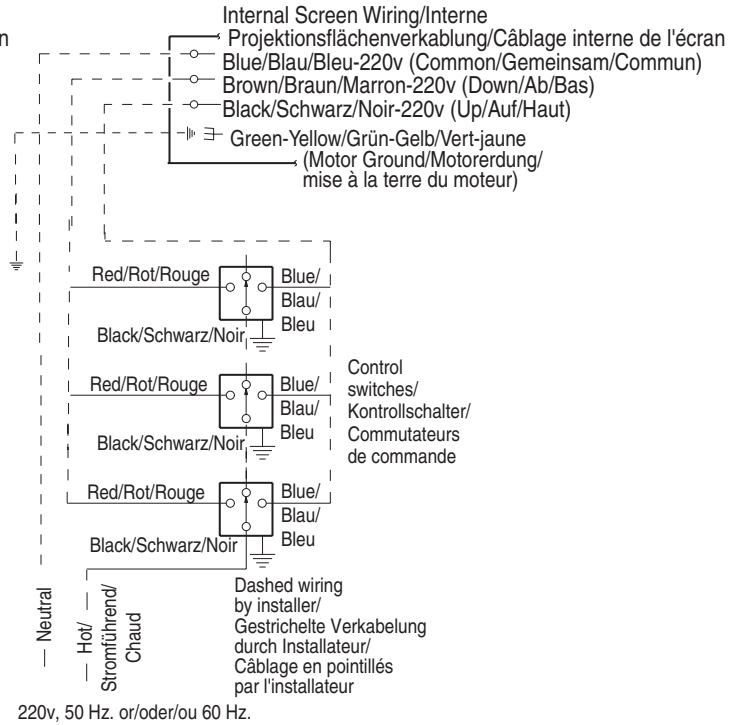 Internal Screen Wiring/Interne
n
Projektionsflächenverkablung/Câblage interne de l'écran
Blue/Blau/Bleu-220v (Common/Gemeinsam/Commun)
Brown/Braun/Marron-220v (Down/Ab/Bas)
Black/Schwarz/Noir-220v (Up/Auf/Haut)
Green-Yellow/Grün-Gelb/Vert-jaune
(Motor Ground/Motorerdung/
mise à la terre du moteur)
Red/Rot/Rouge
Blue/
Blau/
Bleu
Black/Schwarz/Noir
Red/Rot/Rouge
Blue/
Blau/
Bleu
Black/Schwarz/Noir
Control
switches/
Kontrollschalter/
Commutateurs
de commande
Red/Rot/Rouge
Blue/
Blau/
Bleu
Black/Schwarz/Noir
Neutral
Hot/
Stromführend/
Chaud
Dashed wiring
by installer/
Gestrichelte Verkabelung
durch Installateur/
Câblage en pointillés
par l'installateur
220v, 50 Hz. or/oder/ou 60 Hz.